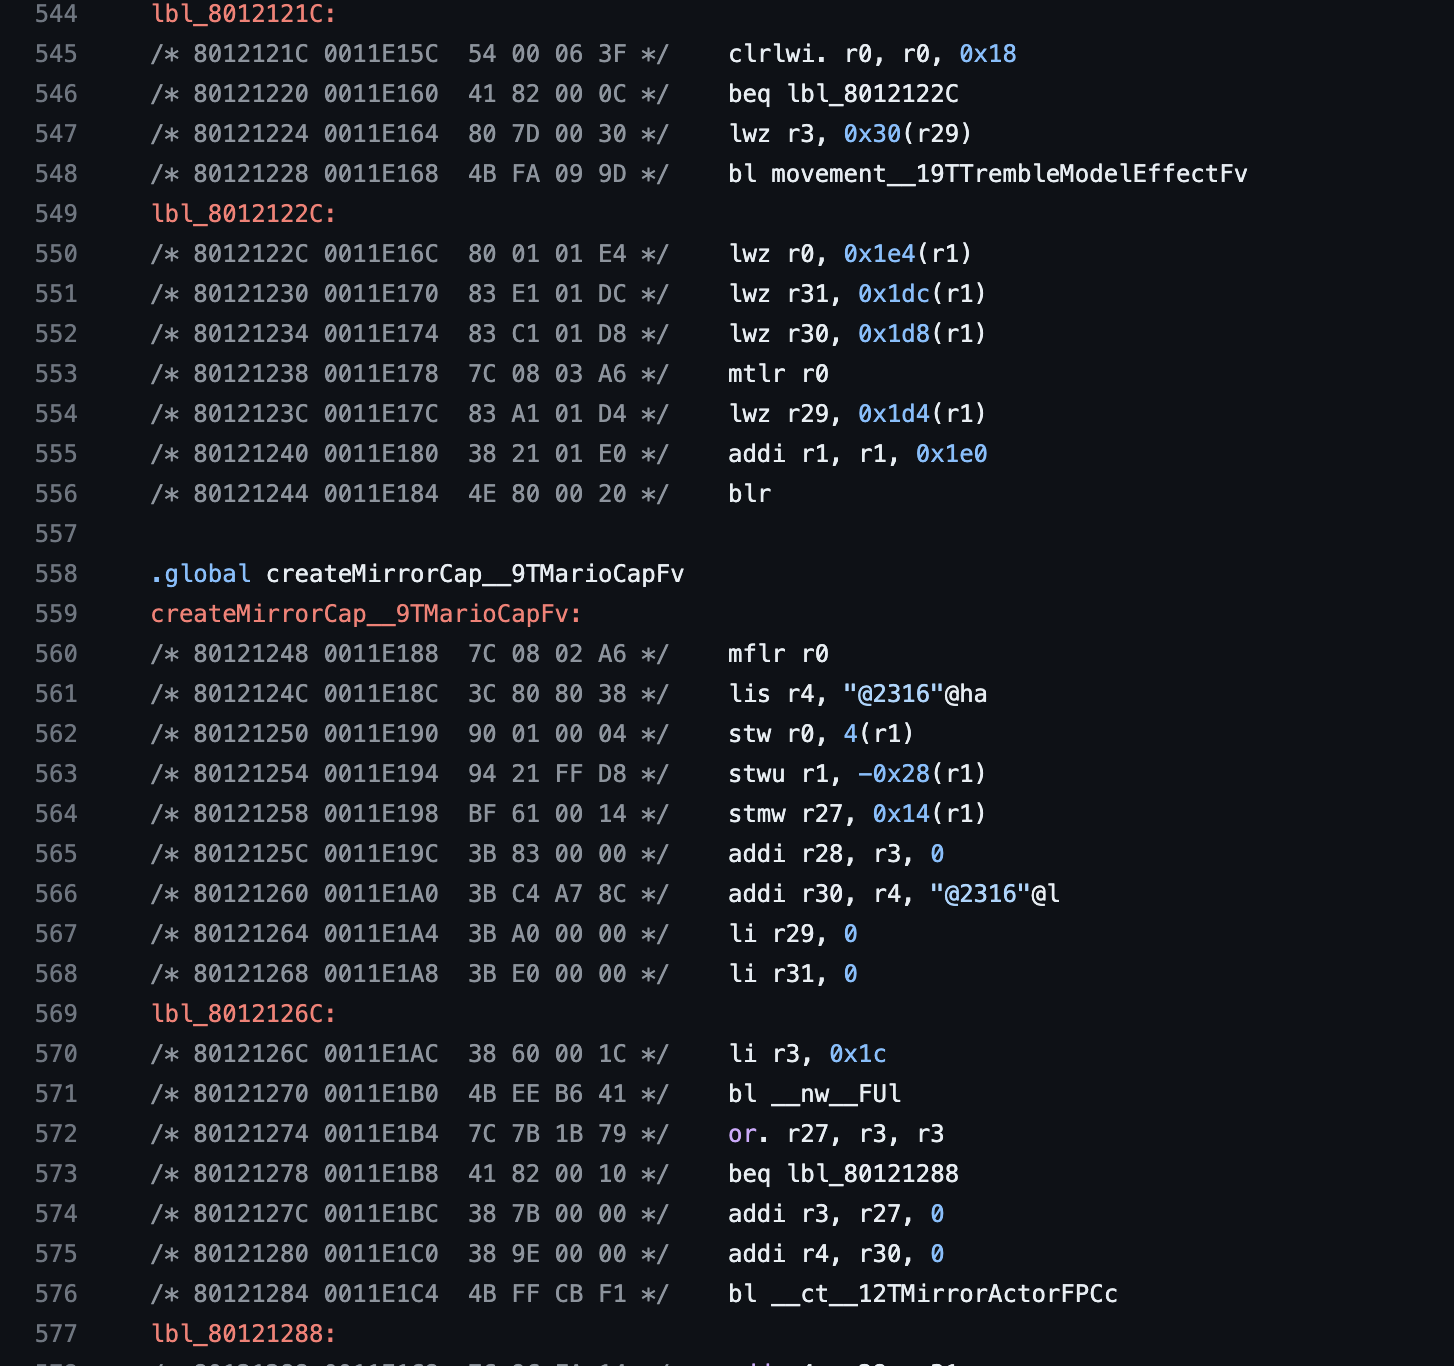 544 lbl_8012121C:
545 /* 8012121C 0011E15C  54 00 06 3F */ clrlwi. r0, r0, 0x18
546 /* 80121220 0011E160  41 82 00 0C */ beq lbl_8012122C
547 /* 80121224 0011E164  80 7D 00 30 */ lwz r3, 0x30(r29)
548 /* 80121228 0011E168  4B FA 09 9D */ bl movement__19TTrembleModelEffectFv
549 lbl_8012122C:
550 /* 8012122C 0011E16C  80 01 01 E4 */ lwz r0, 0x1e4(r1)
551 /* 80121230 0011E170  83 E1 01 DC */ lwz r31, 0x1dc(r1)
552 /* 80121234 0011E174  83 C1 01 D8 */ lwz r30, 0x1d8(r1)
553 /* 80121238 0011E178  7C 08 03 A6 */ mtlr r0
554 /* 8012123C 0011E17C  83 A1 01 D4 */ lwz r29, 0x1d4(r1)
555 /* 80121240 0011E180  38 21 01 E0 */ addi r1, r1, 0x1e0
556 /* 80121244 0011E184  4E 80 00 20 */ blr
557
558 .global createMirrorCap__9TMarioCapFv
559 createMirrorCap__9TMarioCapFv:
560 /* 80121248 0011E188  7C 08 02 A6 */ mflr r0
561 /* 8012124C 0011E18C  3C 80 80 38 */ lis r4, "@2316"@ha
562 /* 80121250 0011E190  90 01 00 04 */ stw r0, 4(r1)
563 /* 80121254 0011E194  94 21 FF D8 */ stwu r1, -0x28(r1)
564 /* 80121258 0011E198  BF 61 00 14 */ stmw r27, 0x14(r1)
565 /* 8012125C 0011E19C  3B 83 00 00 */ addi r28, r3, 0
566 /* 80121260 0011E1A0  3B C4 A7 8C */ addi r30, r4, "@2316"@l
567 /* 80121264 0011E1A4  3B A0 00 00 */ li r29, 0
568 /* 80121268 0011E1A8  3B E0 00 00 */ li r31, 0
569 lbl_8012126C:
570 /* 8012126C 0011E1AC  38 60 00 1C */ li r3, 0x1c
571 /* 80121270 0011E1B0  4B EE B6 41 */ bl __nw__FUl
572 /* 80121274 0011E1B4  7C 7B 1B 79 */ or. r27, r3, r3
573 /* 80121278 0011E1B8  41 82 00 10 */ beq lbl_80121288
574 /* 8012127C 0011E1BC  38 7B 00 00 */ addi r3, r27, 0
575 /* 80121280 0011E1C0  38 9E 00 00 */ addi r4, r30, 0
576 /* 80121284 0011E1C4  4B FF CB F1 */ bl __ct__12TMirrorActorFPCc
577 lbl_80121288: